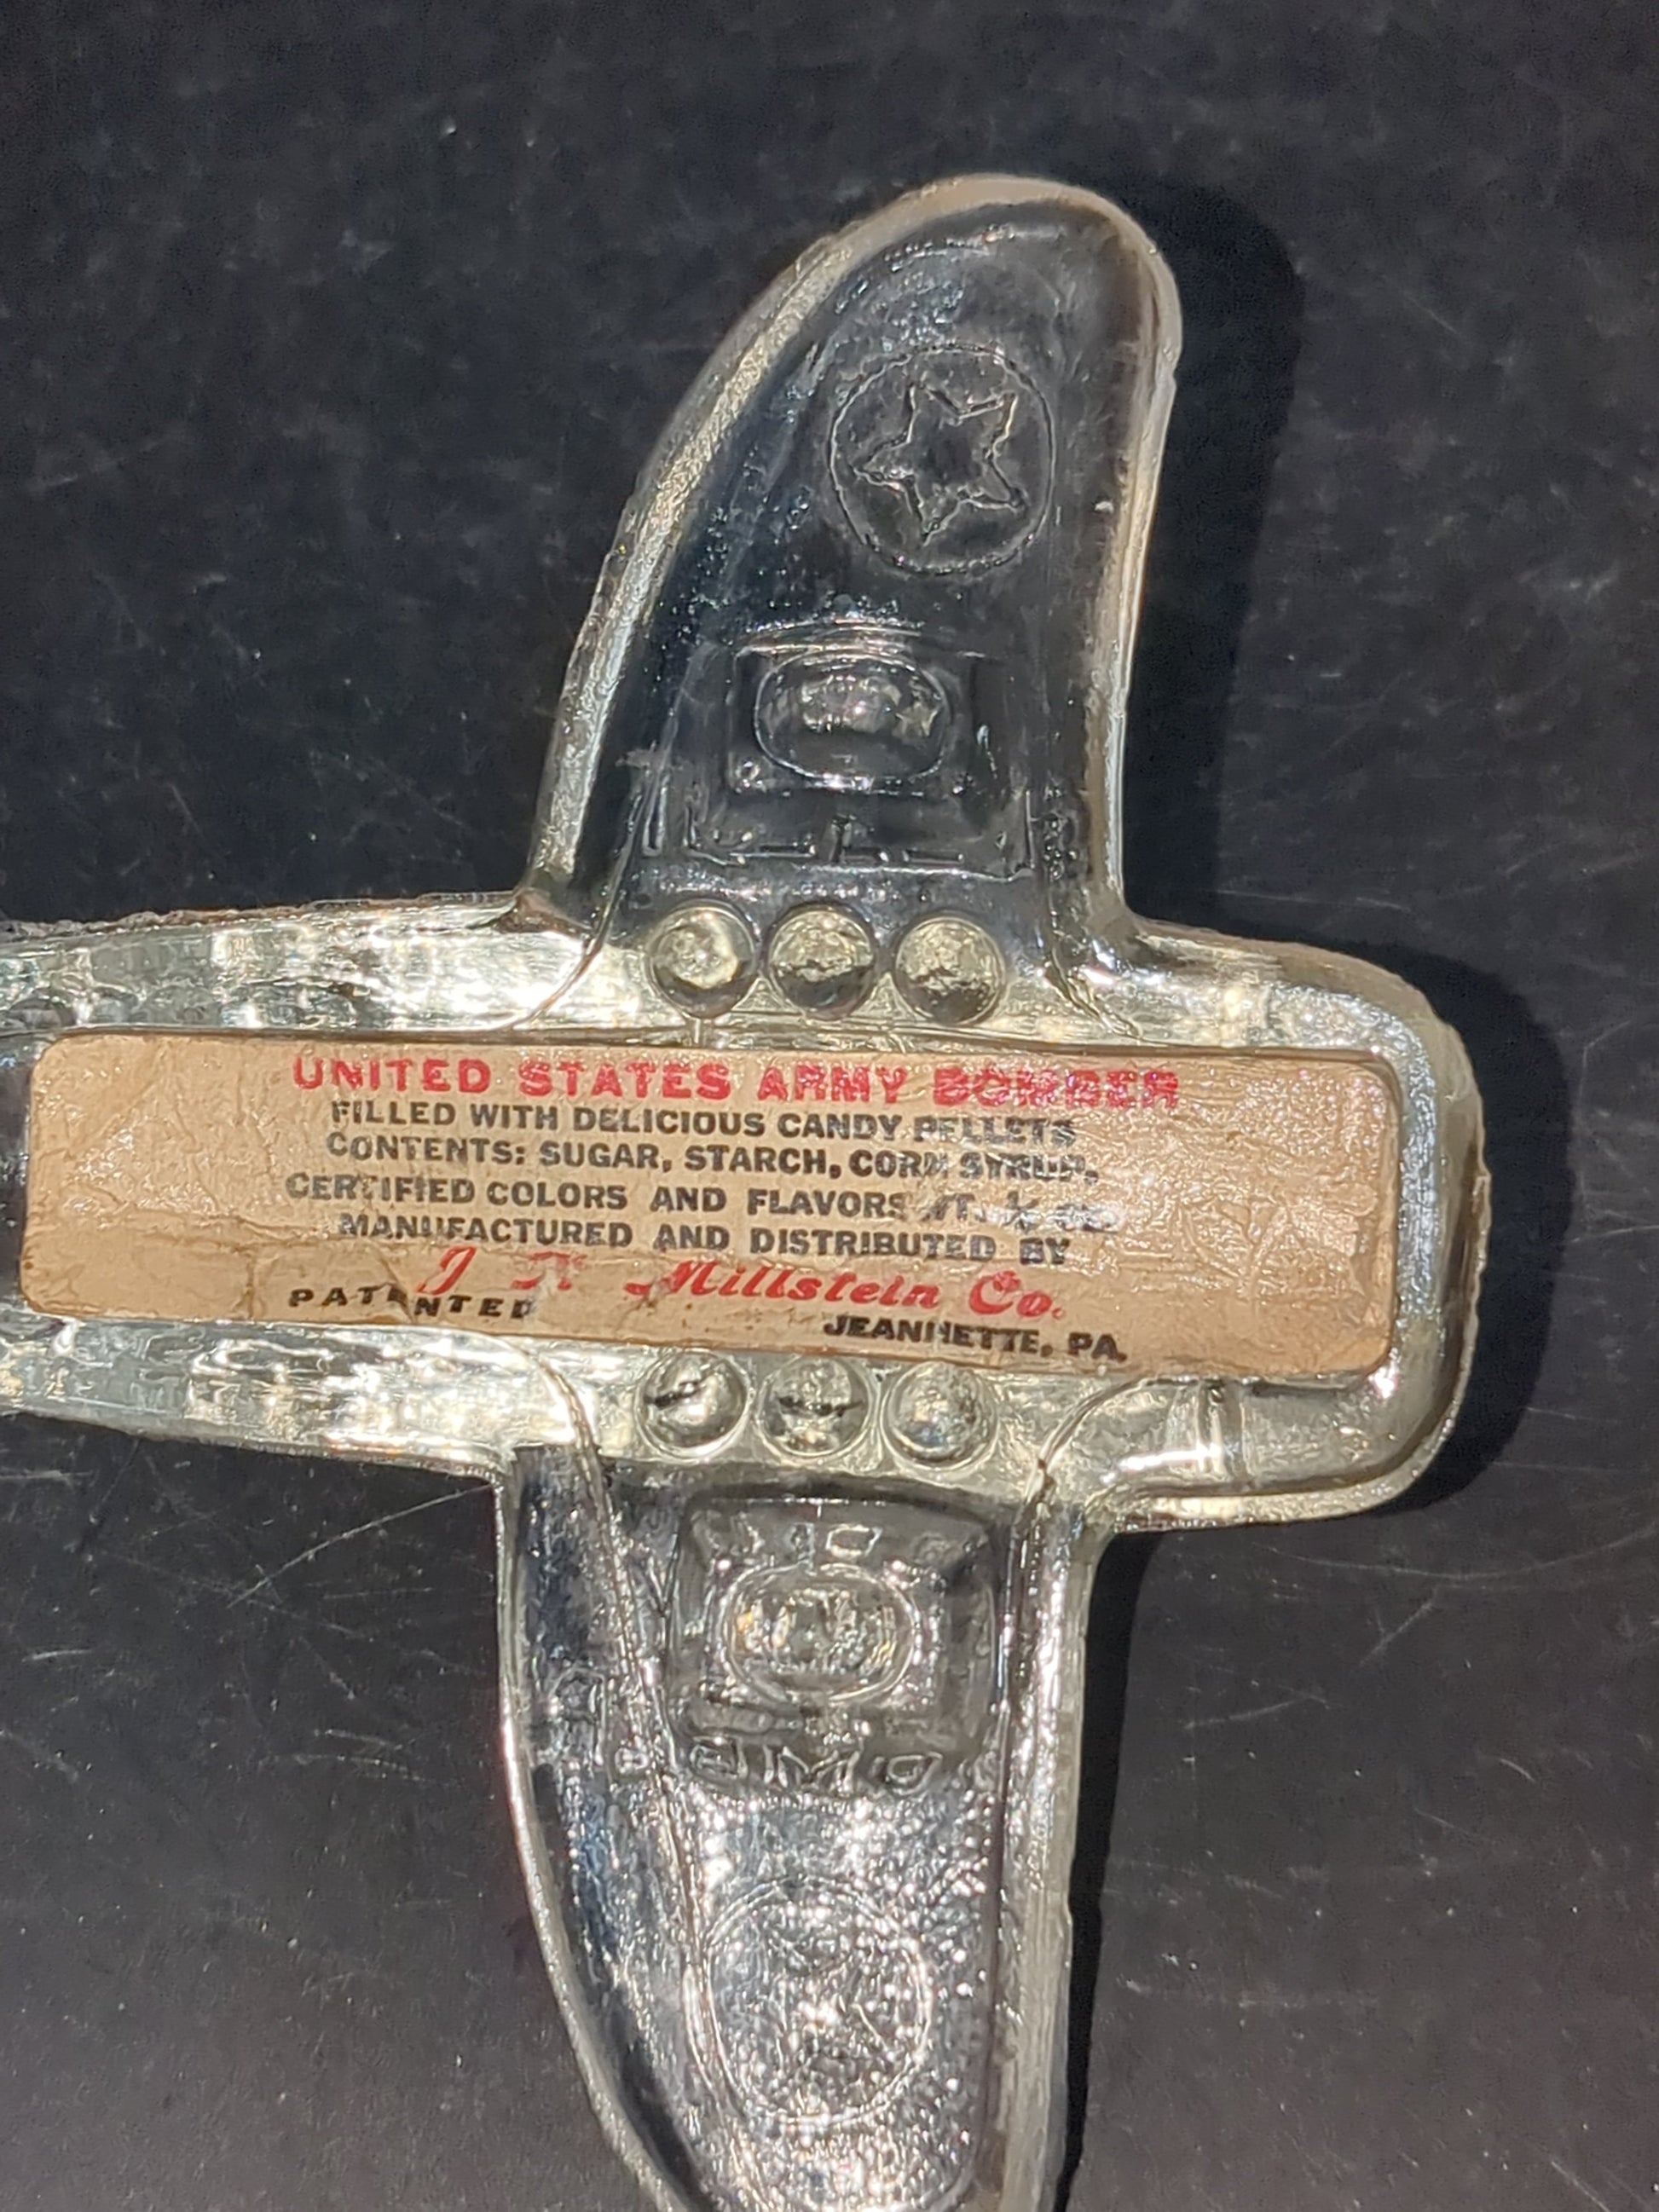 UNITED STATES ARMY BOMBER
FILLED WITH DELICIOUS CANDY PELLETS
CONTENTS: SUGAR, STARCH, CORN SYRUP,
CERTIFIED COLORS AND FLAVORS WT.
MANUFACTURED AND DISTRIBUTED BY
J Millstein Co.
PATENTED JEANNETTE, PA.